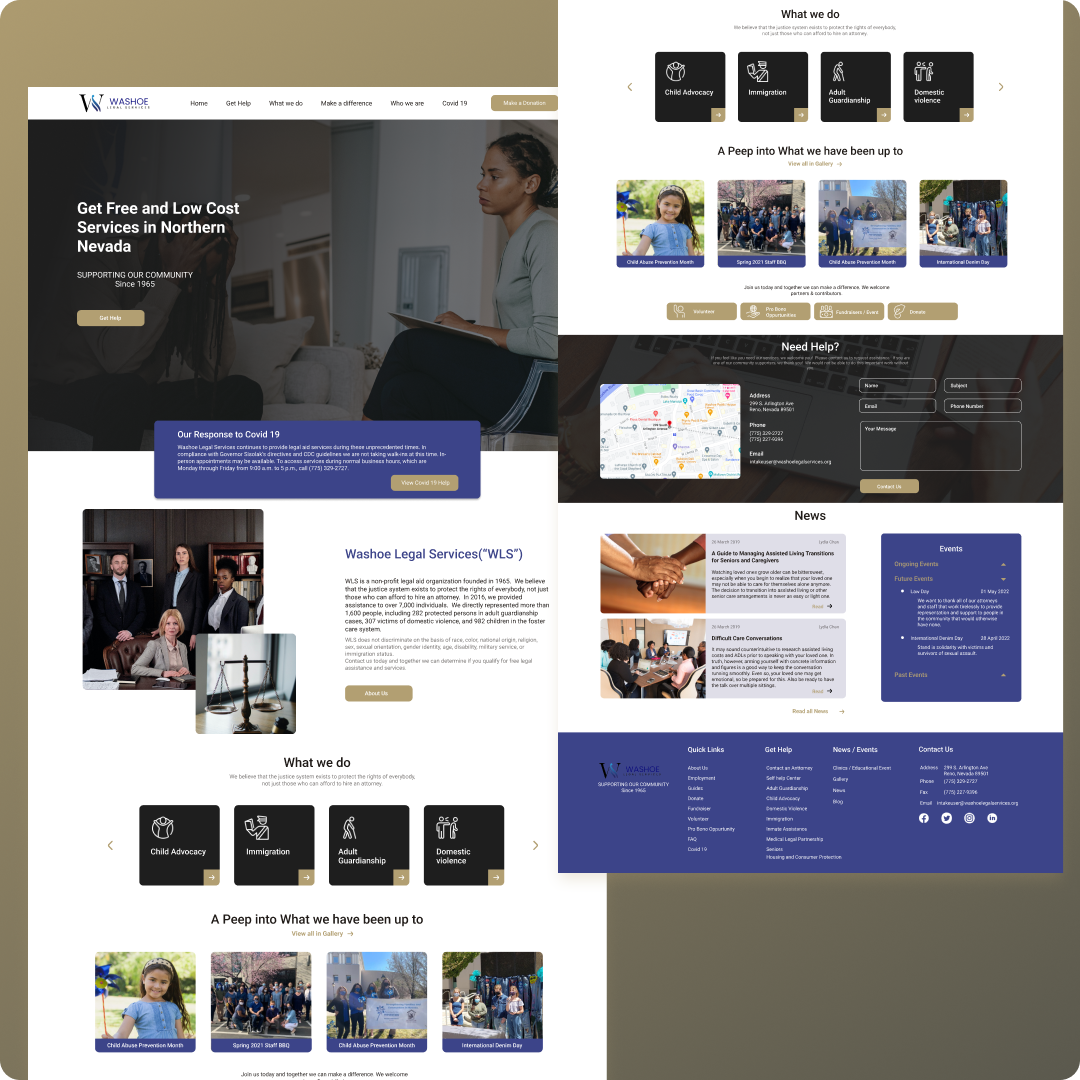 WASHOE
LEGAL SERVICES
Home
Get Help
What we do
Make a difference
Who we are
Covid 19
Make a Donation
Get Free and Low Cost
Services in Northern
Nevada
SUPPORTING OUR COMMUNITY
Since 1965
Get Help
Our Response to Covid 19
Washoe Legal Services continues to provide legal aid services during these unprecedented times. In
compliance with Governor Sisolak's directives and CDC guidelines we are not taking walk-ins at this time. In-
person appointments may be available. To access services during normal business hours, which are
Monday through Friday from 9:00 a.m. to 5 p.m., call (775) 329-2727.
View Covid 19 Help
Washoe Legal Services("WLS")
WLS is a non-profit legal aid organization founded in 1965. We believe
that the justice system exists to protect the rights of everybody, not just
those who can afford to hire an attorney. In 2016, we provided
assistance to over 7,000 individuals. We directly represented more than
1,600 people, including 282 protected persons in adult guardianship
cases, 307 victims of domestic violence, and 982 children in the foster
care system.
WLS does not discriminate on the basis of race, color, national origin, religion,
sex, sexual orientation, gender identity, age, disability, military service, or
immigration status.
Contact us today and together we can determine if you qualify for free legal
assistance and services.
About Us
What we do
We believe that the justice system exists to protect the rights of everybody,
not just those who can afford to hire an attorney
Child Advocacy
Immigration
Adult
Guardianship
Domestic
violence
A Peep into What we have been up to
View all in Gallery
Child Abuse Prevention Month
Spring 2021 Staff BBQ
Child Abuse Prevention Month
International Denim Day
Join us today and together we can make a difference. We welcome
What we do
We believe that the justice system exists to protect the rights of everybody,
not just those who can afford to hire an attorney.
Child Advocacy
Immigration
Adult
Guardianship
Domestic
violence
A Peep into What we have been up to
View all in Gallery
Child Abuse Prevention Month
Spring 2021 Staff BBQ
Child Abuse Prevention Month
International Denim Day
Join us today and together we can make a difference. We welcome
partners & contributors.
Volunteer
Pro Bono
Opportunities
Fundraisers / Event
Donate
Need Help?
Address
299 S. Arlington Ave
Reno, Nevada 89501
Phone
(775) 329-2727
(775) 327-9396
Email
intakeuser@washoelegalservices.org
Name
Subject
Email
Phone Number
Your Message
Contact Us
News
26 March 2019
Lydia Chen
A Guide to Managing Assisted Living Transitions
for Seniors and Caregivers
Watching loved ones grow older can be bittersweet,
especially when you begin to realize that your loved one
may not be able to care for themselves alone anymore.
The decision to transition into assisted living or other
senior care arrangements is never an easy or light one
Read
26 March 2019
Lydia Chen
Difficult Care Conversations
It may sound counterintuitive to research assisted living
costs and ADLs prior to speaking with your loved one. In
truth, however, arming yourself with concrete information
and figures is a good way to keep the conversation
running smoothly. Even so, your loved one may get
emotional, so be prepared for this. Also be ready to have
the talk over multiple sittings.
Read
Read all News
Events
Ongoing Events
Future Events
Law Day
01 May 2022
We want to thank all of our attorneys
and staff that work tirelessly to provide
representation and support to people in
the community that would otherwise
have none.
International Denim Day
28 April 2022
Stand is solidarity with victims and
survivors of sexual assault.
Past Events
WASHOE
SUPPORTING OUR COMMUNITY
Since 1965
Quick Links
About Us
Employment
Guides
Donate
Fundraiser
Volunteer
Pro Bono Opportunity
FAQ
Covid 19
Get Help
Contact an Anttorney
Self help Center
Adult Guardianship
Child Advocacy
Domestic Violence
Immigration
Inmate Assistance
Medical Legal Partnership
Seniors
Housing and Consumer Protection
News / Events
Clinics / Educational Event
Gallery
News
Blog
Contact Us
Address 299 S. Arlington Ave
Reno, Nevada 89501
Phone (775) 329-2727
Fax (775) 327-9396
Email intakeuser@washoelegalservices.org